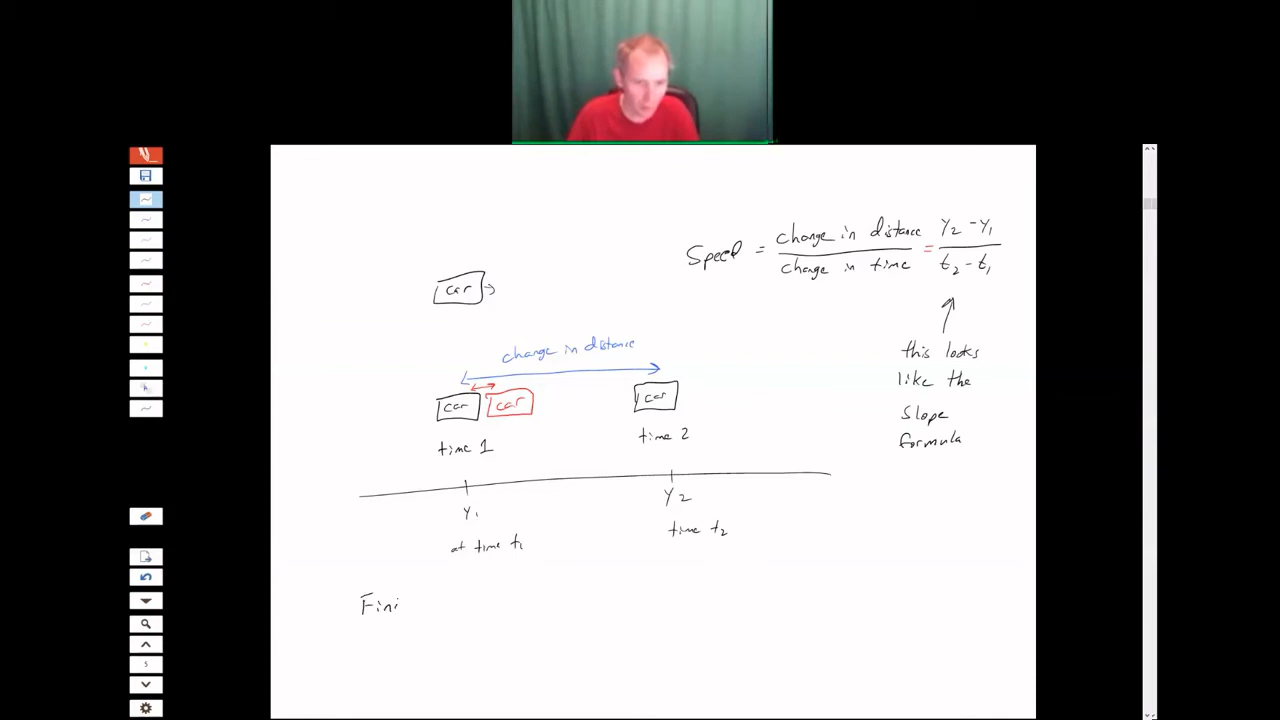 Speed = change in distance / change in time = y2 - y1 / t2 - t1
car
change in distance
this looks
like the
slope
formula
car car car
time 1 time 2
y1 y2
at time t1 time t2
Fini
5